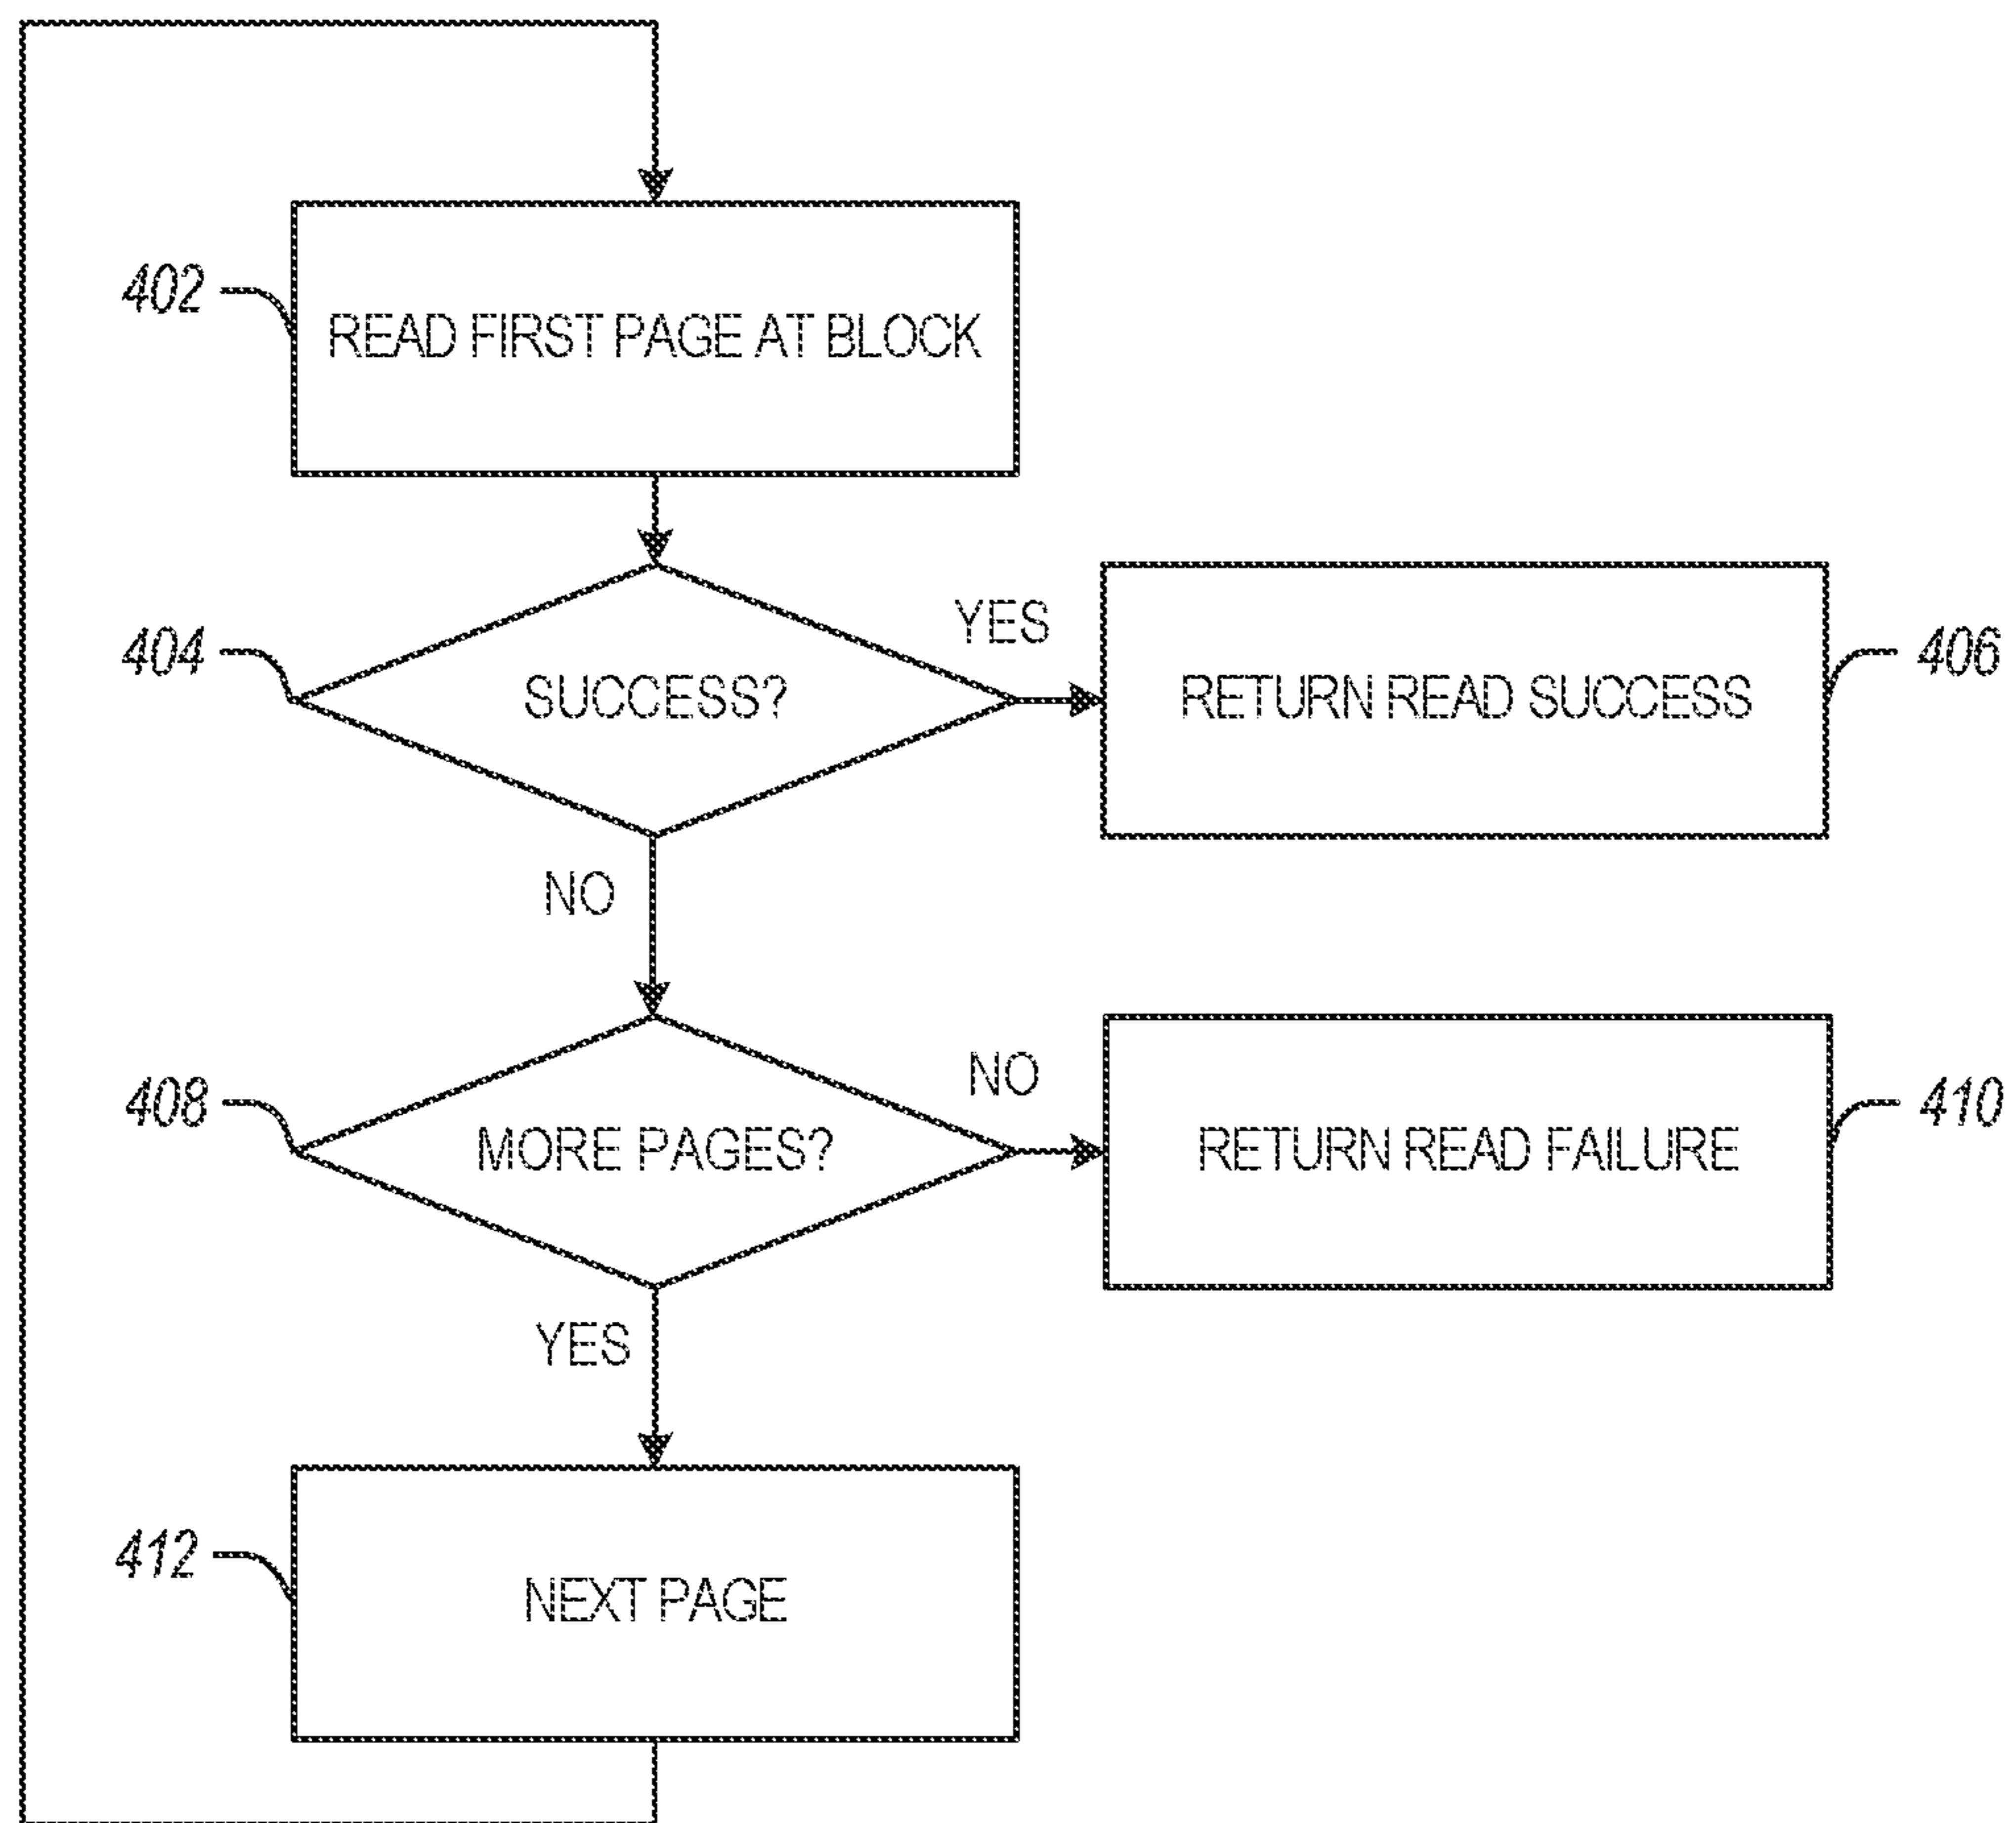 402
READ FIRST PAGE AT BLOCK
404
SUCCESS?
YES
RETURN READ SUCCESS
406
NO
408
MORE PAGES?
NO
RETURN READ FAILURE
410
YES
412
NEXT PAGE